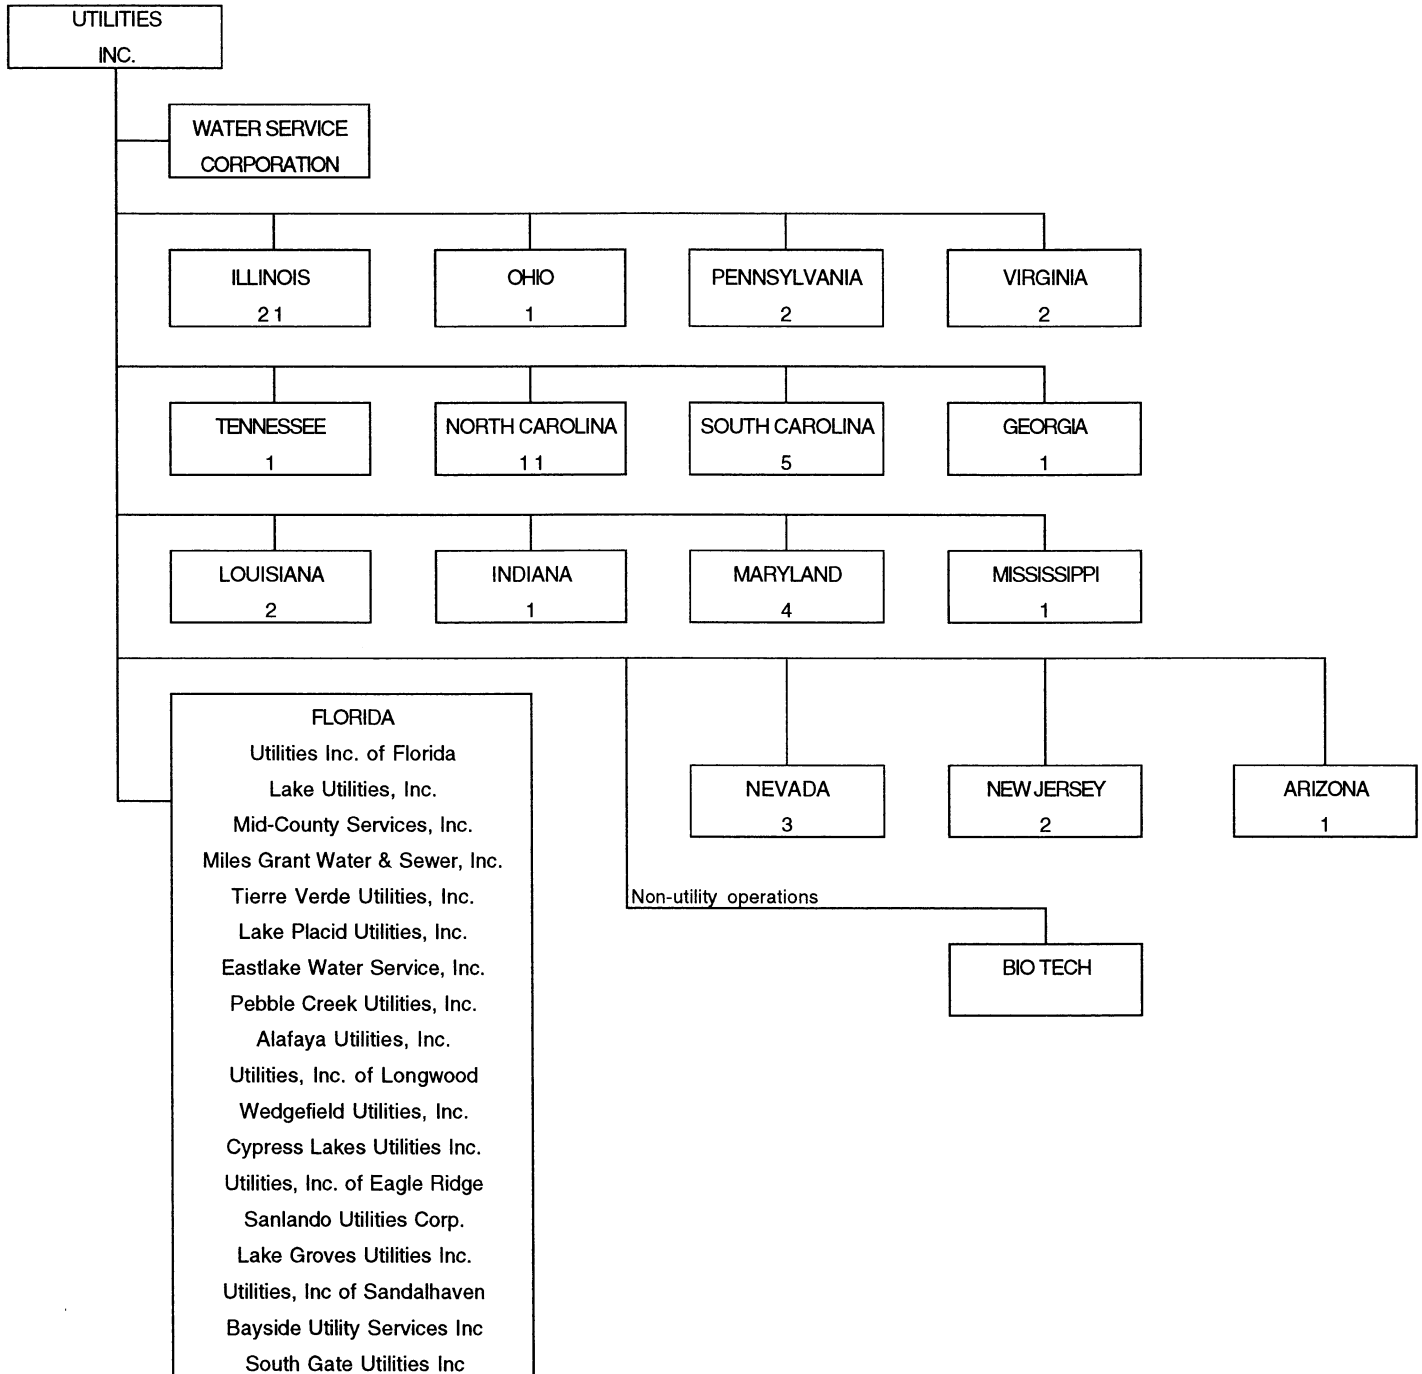 UTILITIES
INC.
WATER SERVICE
CORPORATION
ILLINOIS
21
OHIO
1
PENNSYLVANIA
2
VIRGINIA
2
TENNESSEE
1
NORTH CAROLINA
11
SOUTH CAROLINA
5
GEORGIA
1
LOUISIANA
2
INDIANA
1
MARYLAND
4
MISSISSIPPI
1
FLORIDA
Utilities Inc. of Florida
Lake Utilities, Inc.
Mid-County Services, Inc.
Miles Grant Water & Sewer, Inc.
Tierre Verde Utilities, Inc.
Lake Placid Utilities, Inc.
Eastlake Water Service, Inc.
Pebble Creek Utilities, Inc.
Alafaya Utilities, Inc.
Utilities, Inc. of Longwood
Wedgefield Utilities, Inc.
Cypress Lakes Utilities Inc.
Utilities, Inc. of Eagle Ridge
Sanlando Utilities Corp.
Lake Groves Utilities Inc.
Utilities, Inc of Sandalhaven
Bayside Utility Services Inc
South Gate Utilities Inc
NEVADA
3
NEW JERSEY
2
ARIZONA
1
Non-utility operations
BIO TECH